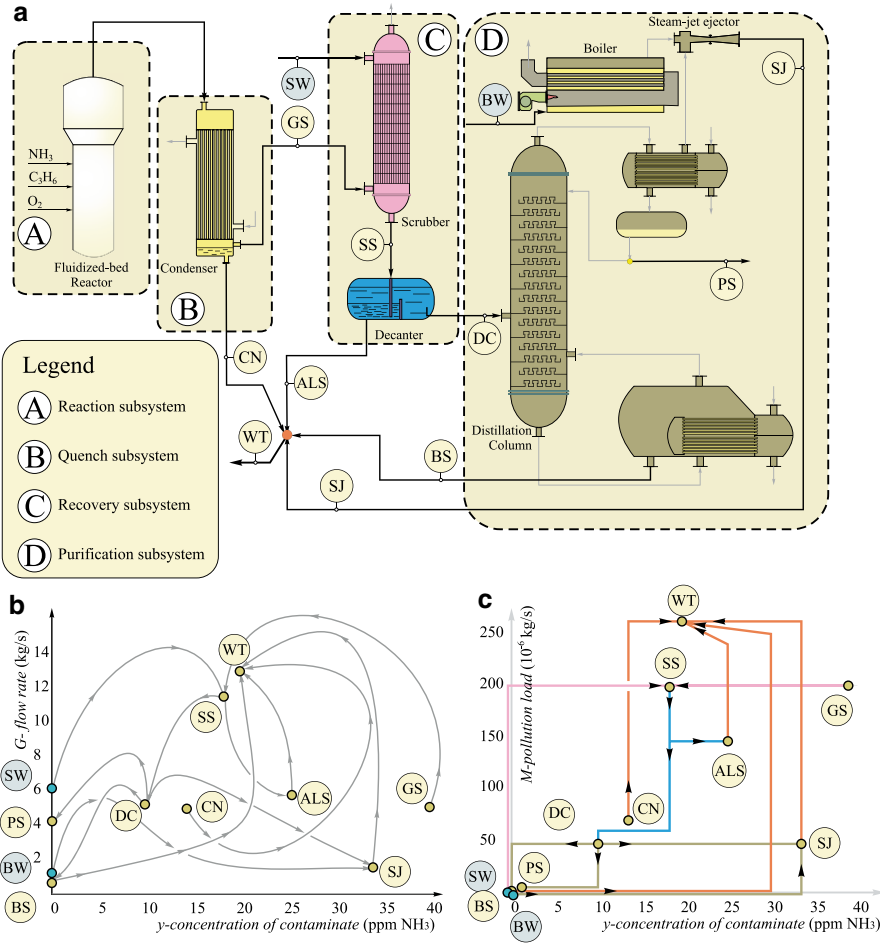 a
A
NH3
C3H6
O2
Fluidized-bed
Reactor
B
Condenser
GS
CN
C
SW
Scrubber
SS
Decanter
DC
ALS
WT
BS
SJ
D
Boiler
Steam-jet ejector
BW
SJ
PS
Distillation
Column
Legend
A Reaction subsystem
B Quench subsystem
C Recovery subsystem
D Purification subsystem
b
G- flow rate (kg/s)
14
12
10
8
6
4
2
0
5
10
15
20
25
30
35
40
y-concentration of contaminate (ppm NH3)
SW
PS
BW
BS
DC
CN
SS
WT
ALS
GS
SJ
c
M-pollution load (10-6 kg/s)
250
200
150
100
50
0
5
10
15
20
25
30
35
40
y-concentration of contaminate (ppm NH3)
WT
SS
GS
ALS
DC
CN
SJ
PS
SW
BS
BW